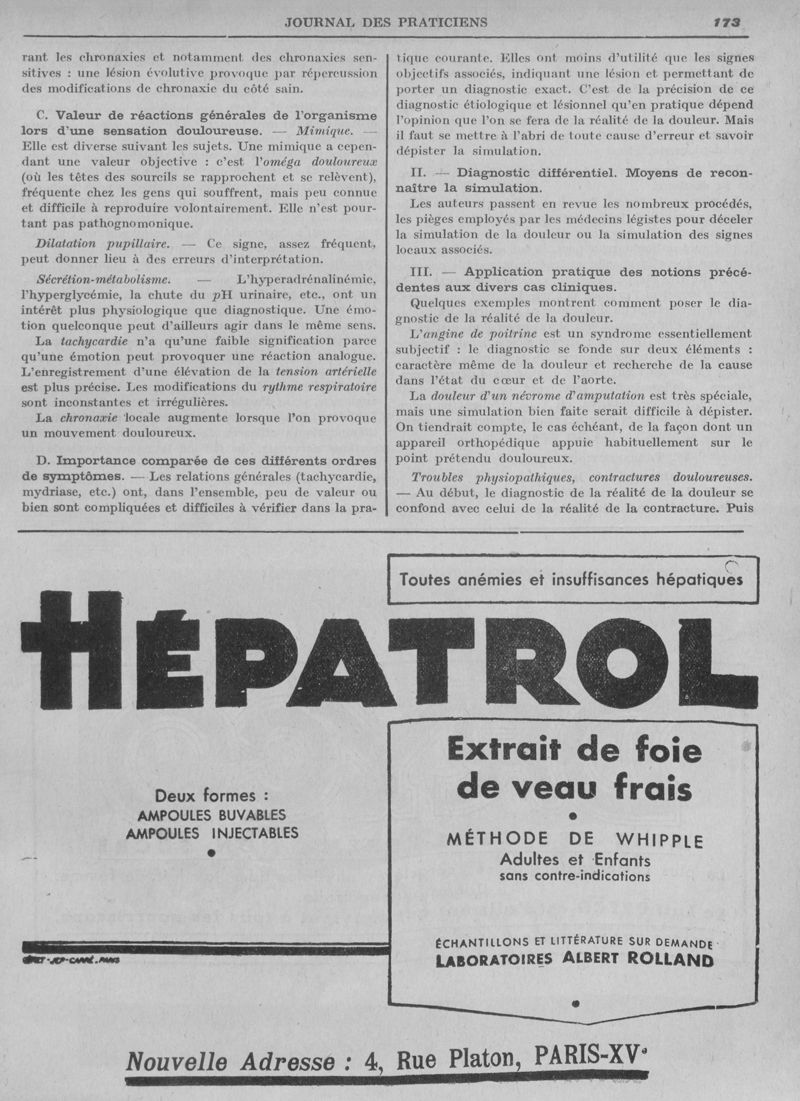 JOURNAL DES PRATICIENS 173
rant les chronaxies et notamment des chronaxies sen-
sitives : une lésion évolutive provoque par répercussion
des modifications de chronaxie du côté sain.
C. Valeur de réactions générales de l'organisme
lors d'une sensation douloureuse. — Mimique. —
Elle est diverse suivant les sujets. Une mimique a cepen-
dant une valeur objective : c'est l'oméga douloureux
(où les têtes des sourcils se rapprochent et se relèvent),
fréquente chez les gens qui souffrent, mais peu connue
et difficile à reproduire volontairement. Elle n'est pour-
tant pas pathognomonique.
Dilatation pupillaire. — Ce signe, assez fréquent,
peut donner lieu à des erreurs d'interprétation.
Sécrétion-métabolisme. — L'hyperadrénalinémie,
l'hyperglycémie, la chute du pH urinaire, etc., ont un
intérêt plus physiologique que diagnostique. Une émo-
tion quelconque peut d'ailleurs agir dans le même sens.
La tachycardie n'a qu'une faible signification parce
qu'une émotion peut provoquer une réaction analogue.
L'enregistrement d'une élévation de la tension artérielle
est plus précise. Les modifications du rythme respiratoire
sont inconstantes et irrégulières.
La chronaxie locale augmente lorsque l'on provoque
un mouvement douloureux.
D. Importance comparée de ces différents ordres
de symptômes. — Les relations générales (tachycardie,
mydriase, etc.) ont, dans l'ensemble, peu de valeur ou
bien sont compliquées et difficiles à vérifier dans la pra-
tique courante. Elles ont moins d'utilité que les signes
objectifs associés, indiquant une lésion et permettant de
porter un diagnostic exact. C'est de la précision de ce
diagnostic étiologique et lésionnel qu'en pratique dépend
l'opinion que l'on se fera de la réalité de la douleur. Mais
il faut se mettre à l'abri de toute cause d'erreur et savoir
dépister la simulation.
II. — Diagnostic différentiel. Moyens de recon-
naître la simulation.
Les auteurs passent en revue les nombreux procédés,
les pièges employés par les médecins légistes pour déceler
la simulation de la douleur ou la simulation des signes
locaux associés.
III. — Application pratique des notions précé-
dentes aux divers cas cliniques.
Quelques exemples montrent comment poser le dia-
gnostic de la réalité de la douleur.
L'angine de poitrine est un syndrome essentiellement
subjectif : le diagnostic se fonde sur deux éléments :
caractère même de la douleur et recherche de la cause
dans l'état du cœur et de l'aorte.
La douleur d'un névrome d'amputation est très spéciale,
mais une simulation bien faite serait difficile à dépister.
On tiendrait compte, le cas échéant, de la façon dont un
appareil orthopédique appuie habituellement sur le
point prétendu douloureux.
Troubles physiopathiques, contractures douloureuses.
— Au début, le diagnostic de la réalité de la douleur se
confond avec celui de la réalité de la contracture. Puis
Toutes anémies et insuffisances hépatiques
HÉPATROL
Extrait de foie
de veau frais
Deux formes :
AMPOULES BUVABLES
AMPOULES INJECTABLES
MÉTHODE DE WHIPPLE
Adultes et Enfants
sans contre-indications
ÉCHANTILLONS ET LITTÉRATURE SUR DEMANDE
LABORATOIRES ALBERT ROLLAND
Nouvelle Adresse : 4, Rue Platon, PARIS-XVe